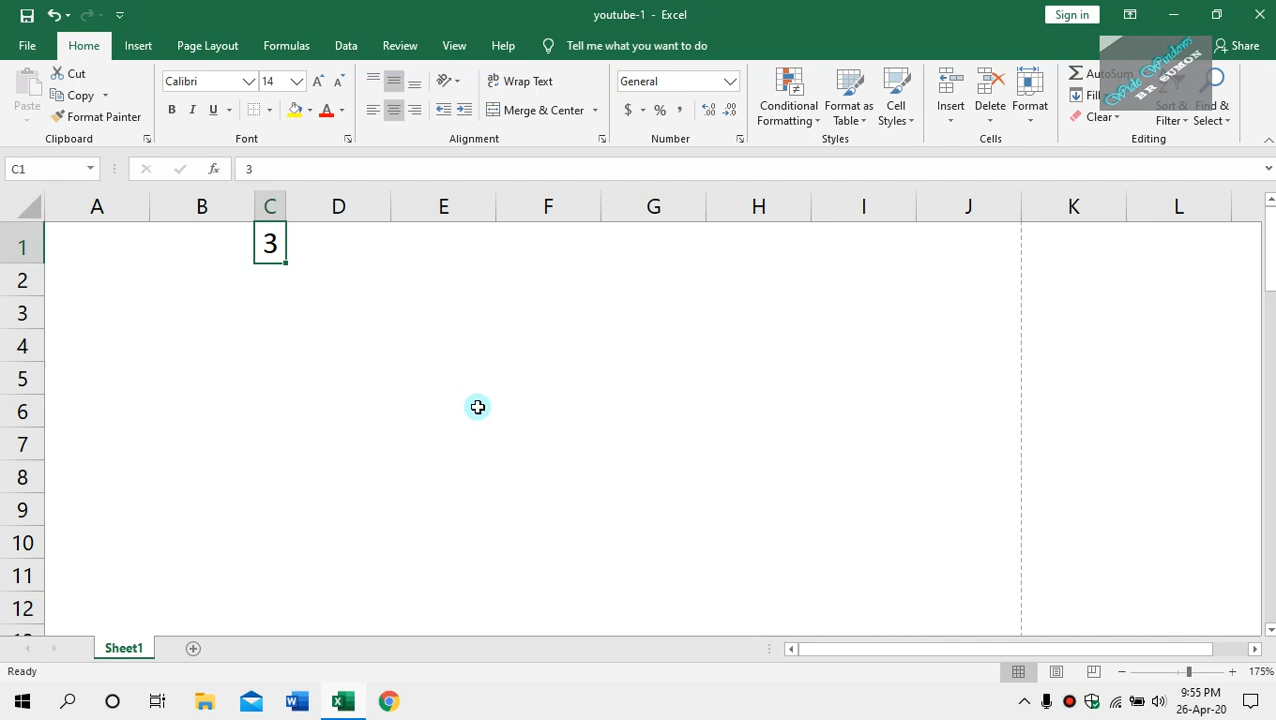 youtube-1 - Excel
Sign in
File
Home
Insert
Page Layout
Formulas
Data
Review
View
Help
Tell me what you want to do
Share
Paste
Cut
Copy
Format Painter
Clipboard
Calibri
14
B I U
Font
Wrap Text
Merge & Center
Alignment
General
$ % ,
Number
Conditional
Formatting
Format as
Table
Cell
Styles
Styles
Insert
Delete
Format
Cells
AutoSum
Fill
Clear
Sort &
Filter
Find &
Select
Editing
Vido Windows
BR SUMON
C1
fx
3
A B C D E F G H I J K L
1
3
2
3
4
5
6
7
8
9
10
11
12
Sheet1
Ready
175%
9:55 PM
26-Apr-20